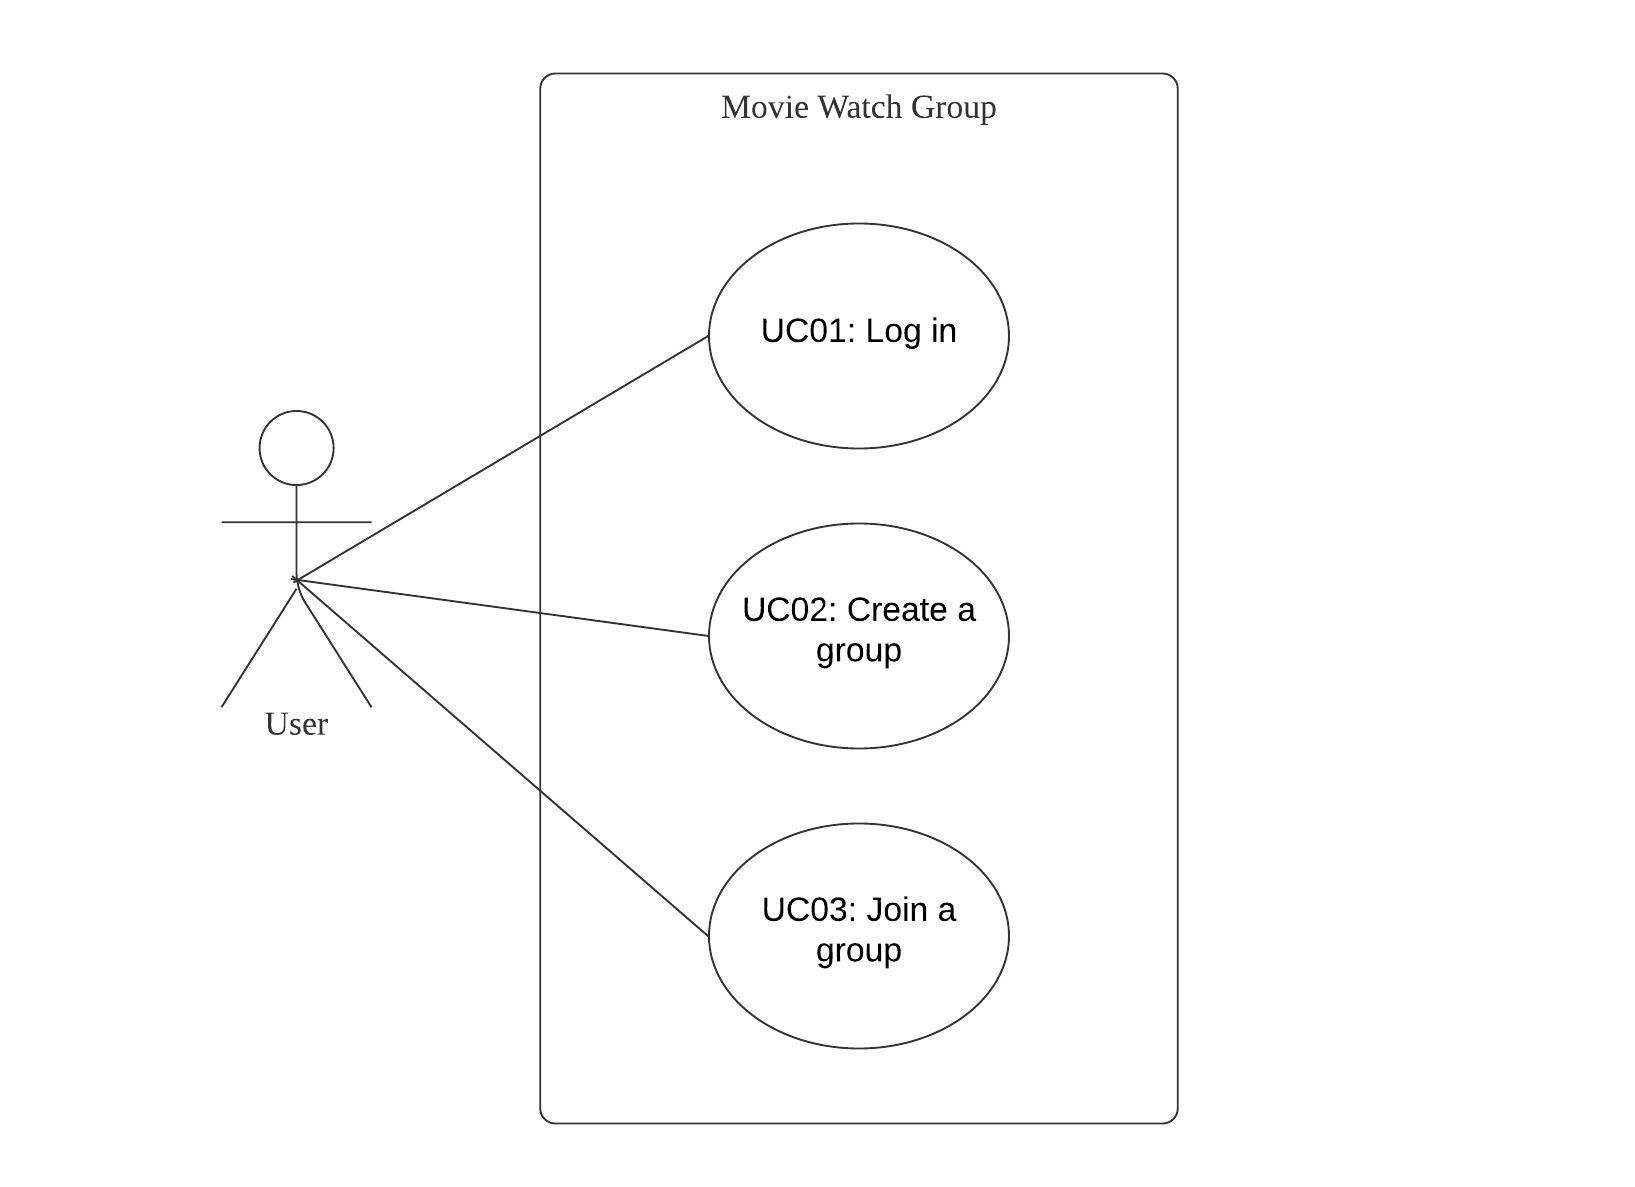 Movie Watch Group
UC01: Log in
UC02: Create a
group
User
UC03: Join a
group